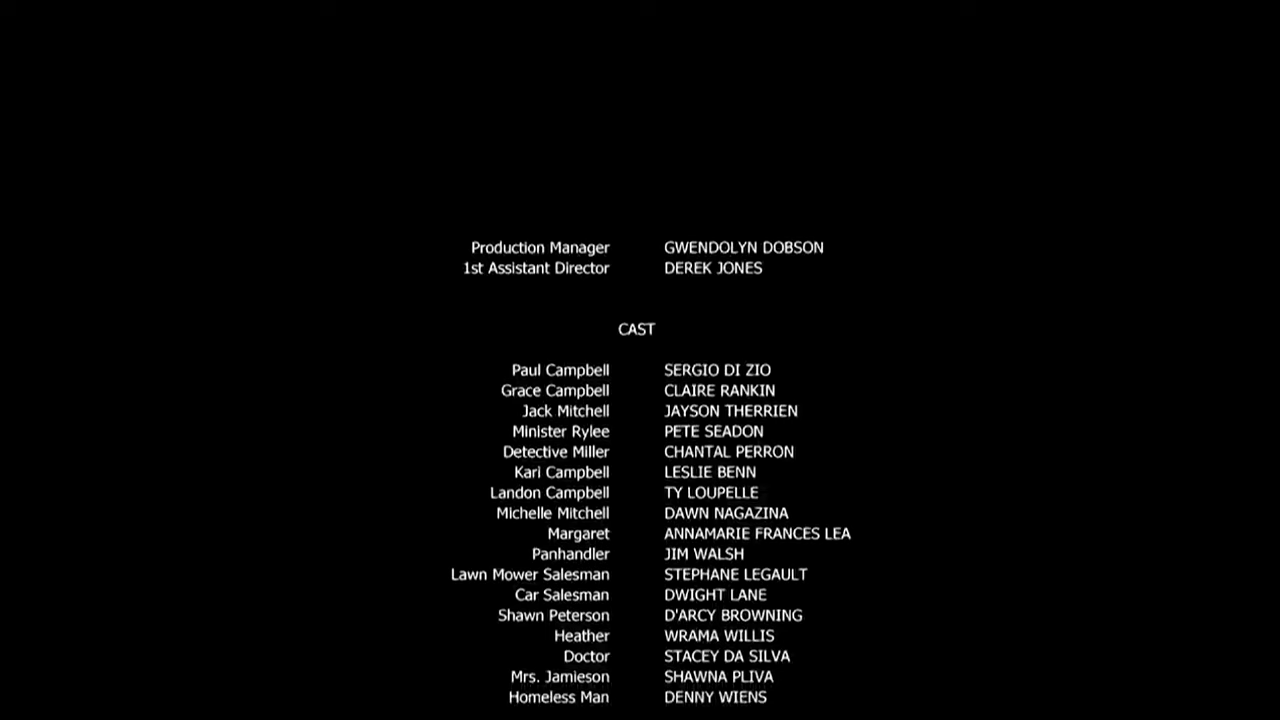 Production Manager GWENDOLYN DOBSON
1st Assistant Director DEREK JONES
CAST
Paul Campbell SERGIO DI ZIO
Grace Campbell CLAIRE RANKIN
Jack Mitchell JAYSON THERRIEN
Minister Rylee PETE SEADON
Detective Miller CHANTAL PERRON
Kari Campbell LESLIE BENN
Landon Campbell TY LOUPELLE
Michelle Mitchell DAWN NAGAZINA
Margaret ANNAMARIE FRANCES LEA
Panhandler JIM WALSH
Lawn Mower Salesman STEPHANE LEGAULT
Car Salesman DWIGHT LANE
Shawn Peterson D'ARCY BROWNING
Heather WRAMA WILLIS
Doctor STACEY DA SILVA
Mrs. Jamieson SHAWNA PLIVA
Homeless Man DENNY WIENS